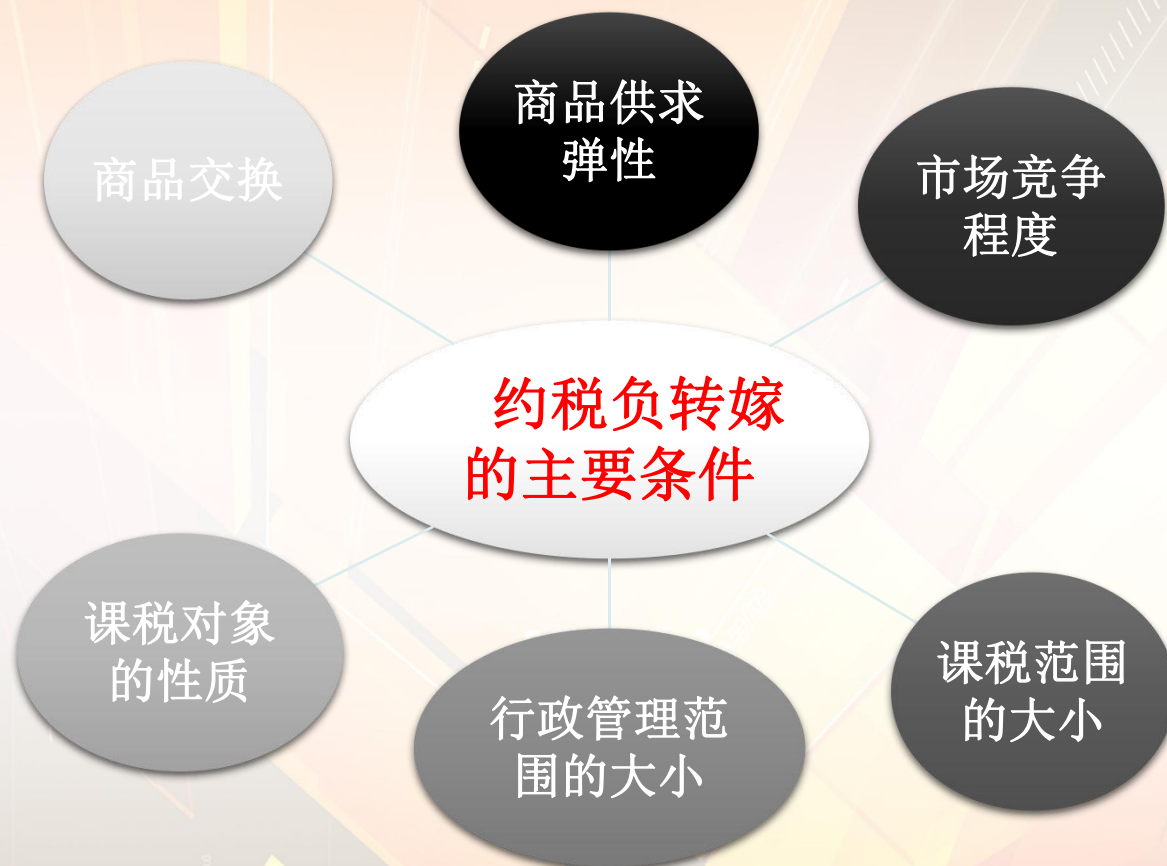 商品供求
弹性
商品交换
市场竞争
程度
约税负转嫁
的主要条件
课税对象
的性质
行政管理范
围的大小
课税范围
的大小